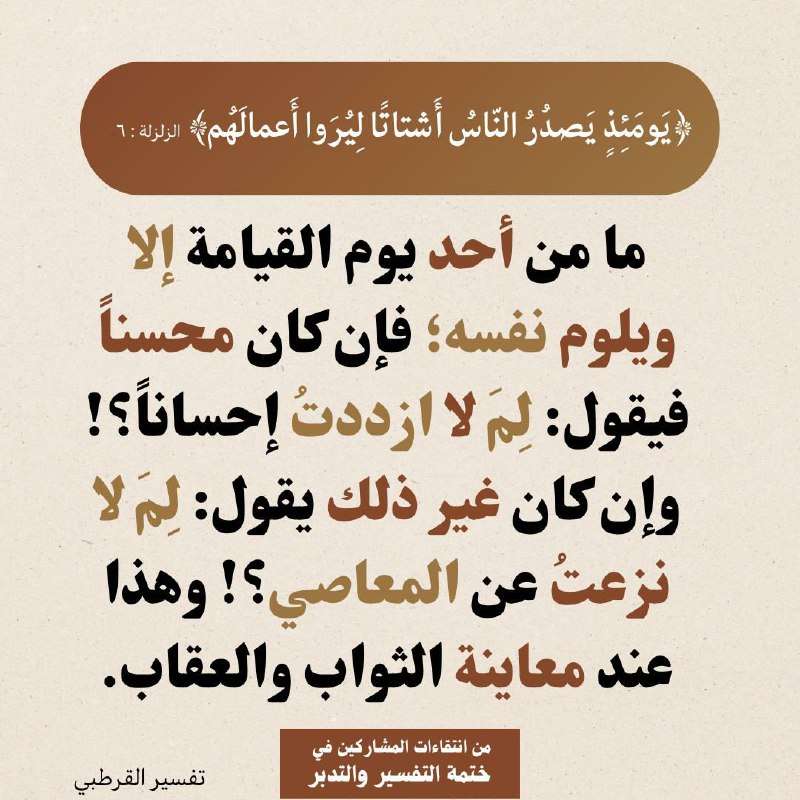 ﴿يَومَئِذٍ يَصدُرُ النّاسُ أَشتاتًا لِيُرَوا أَعمالَهُم﴾ الزلزلة : ٦
ما من أحد يوم القيامة إلا
ويلوم نفسه؛ فإن كان محسناً
فيقول: لِمَ لا ازددتُ إحساناً؟!
وإن كان غير ذلك يقول: لِمَ لا
نزعتُ عن المعاصي؟! وهذا
عند معاينة الثواب والعقاب.
من انتقاءات المشاركين في
ختمة التفسير والتدبر
تفسير القرطبي